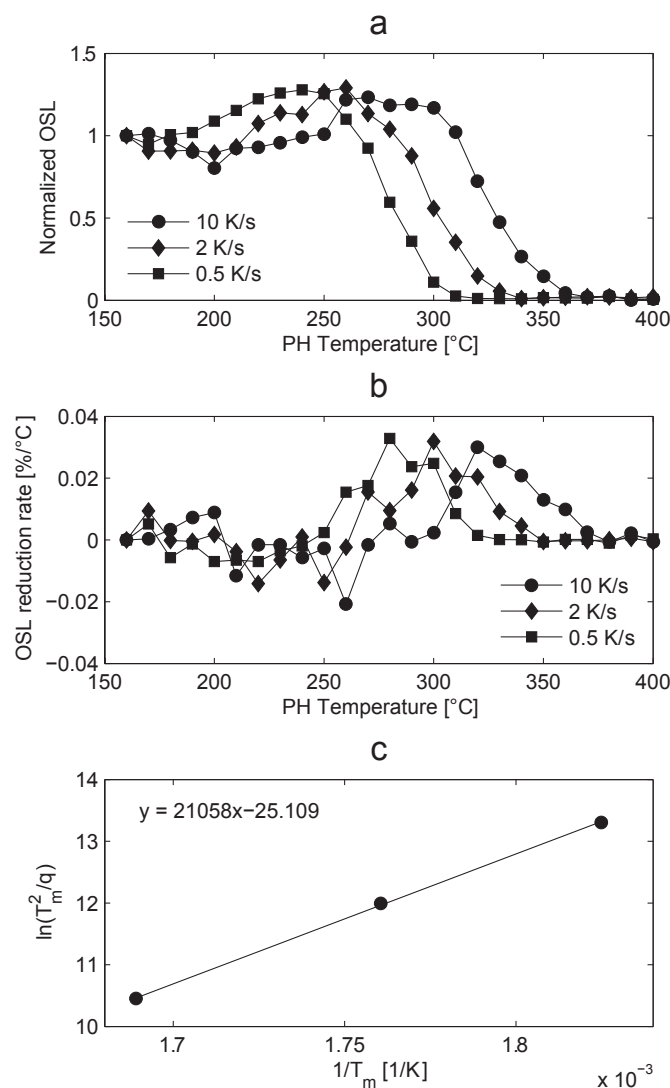 a
1.5
1
0.5
0
Normalized OSL
10 K/s
2 K/s
0.5 K/s
150 200 250 300 350 400
PH Temperature [°C]
b
0.04
0.02
0
−0.02
−0.04
OSL reduction rate [%/°C]
10 K/s
2 K/s
0.5 K/s
150 200 250 300 350 400
PH Temperature [°C]
c
14
13
12
11
10
ln(T_m^2/q)
y = 21058x−25.109
1.7 1.75 1.8
1/T_m [1/K]
x 10^−3